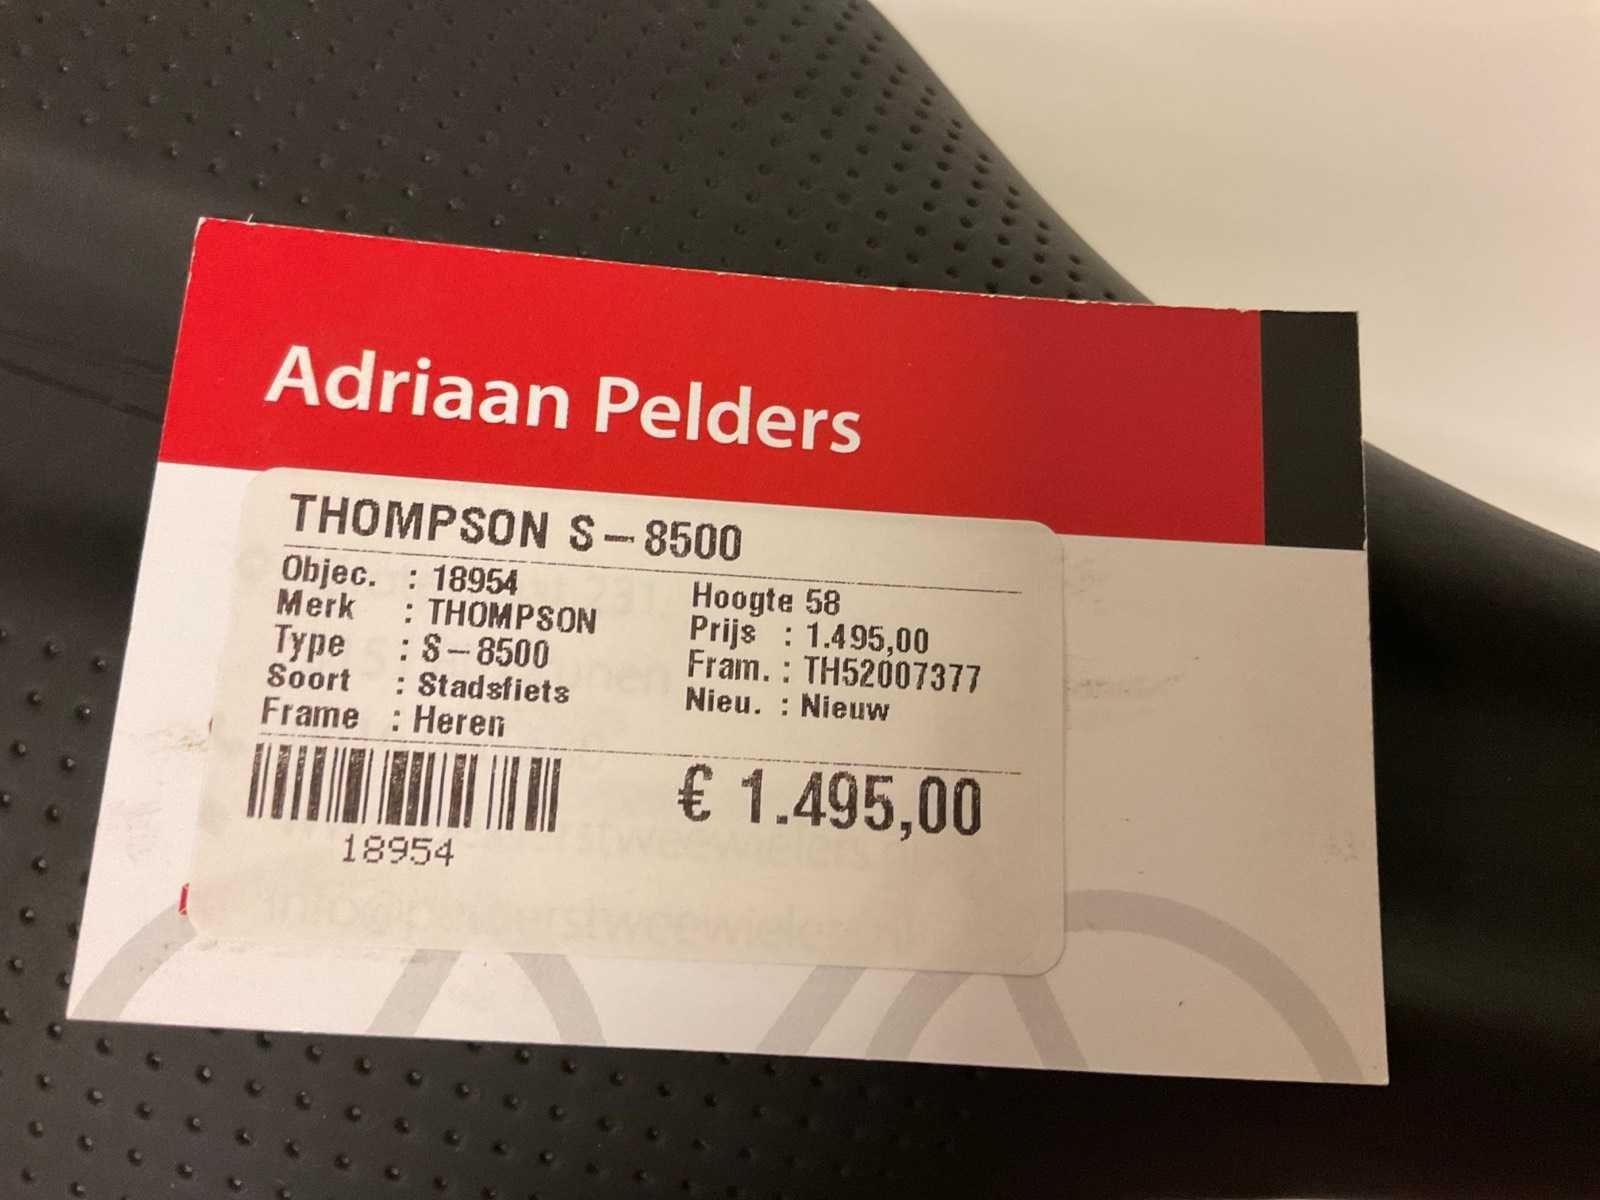 Adriaan Pelders
THOMPSON S-8500
Objec. : 18954
Merk : THOMPSON
Type : S-8500
Soort : Stadsfiets
Frame : Heren
Hoogte 58
Prijs : 1.495,00
Fram. : TH52007377
Nieu. : Nieuw
€ 1.495,00
18954